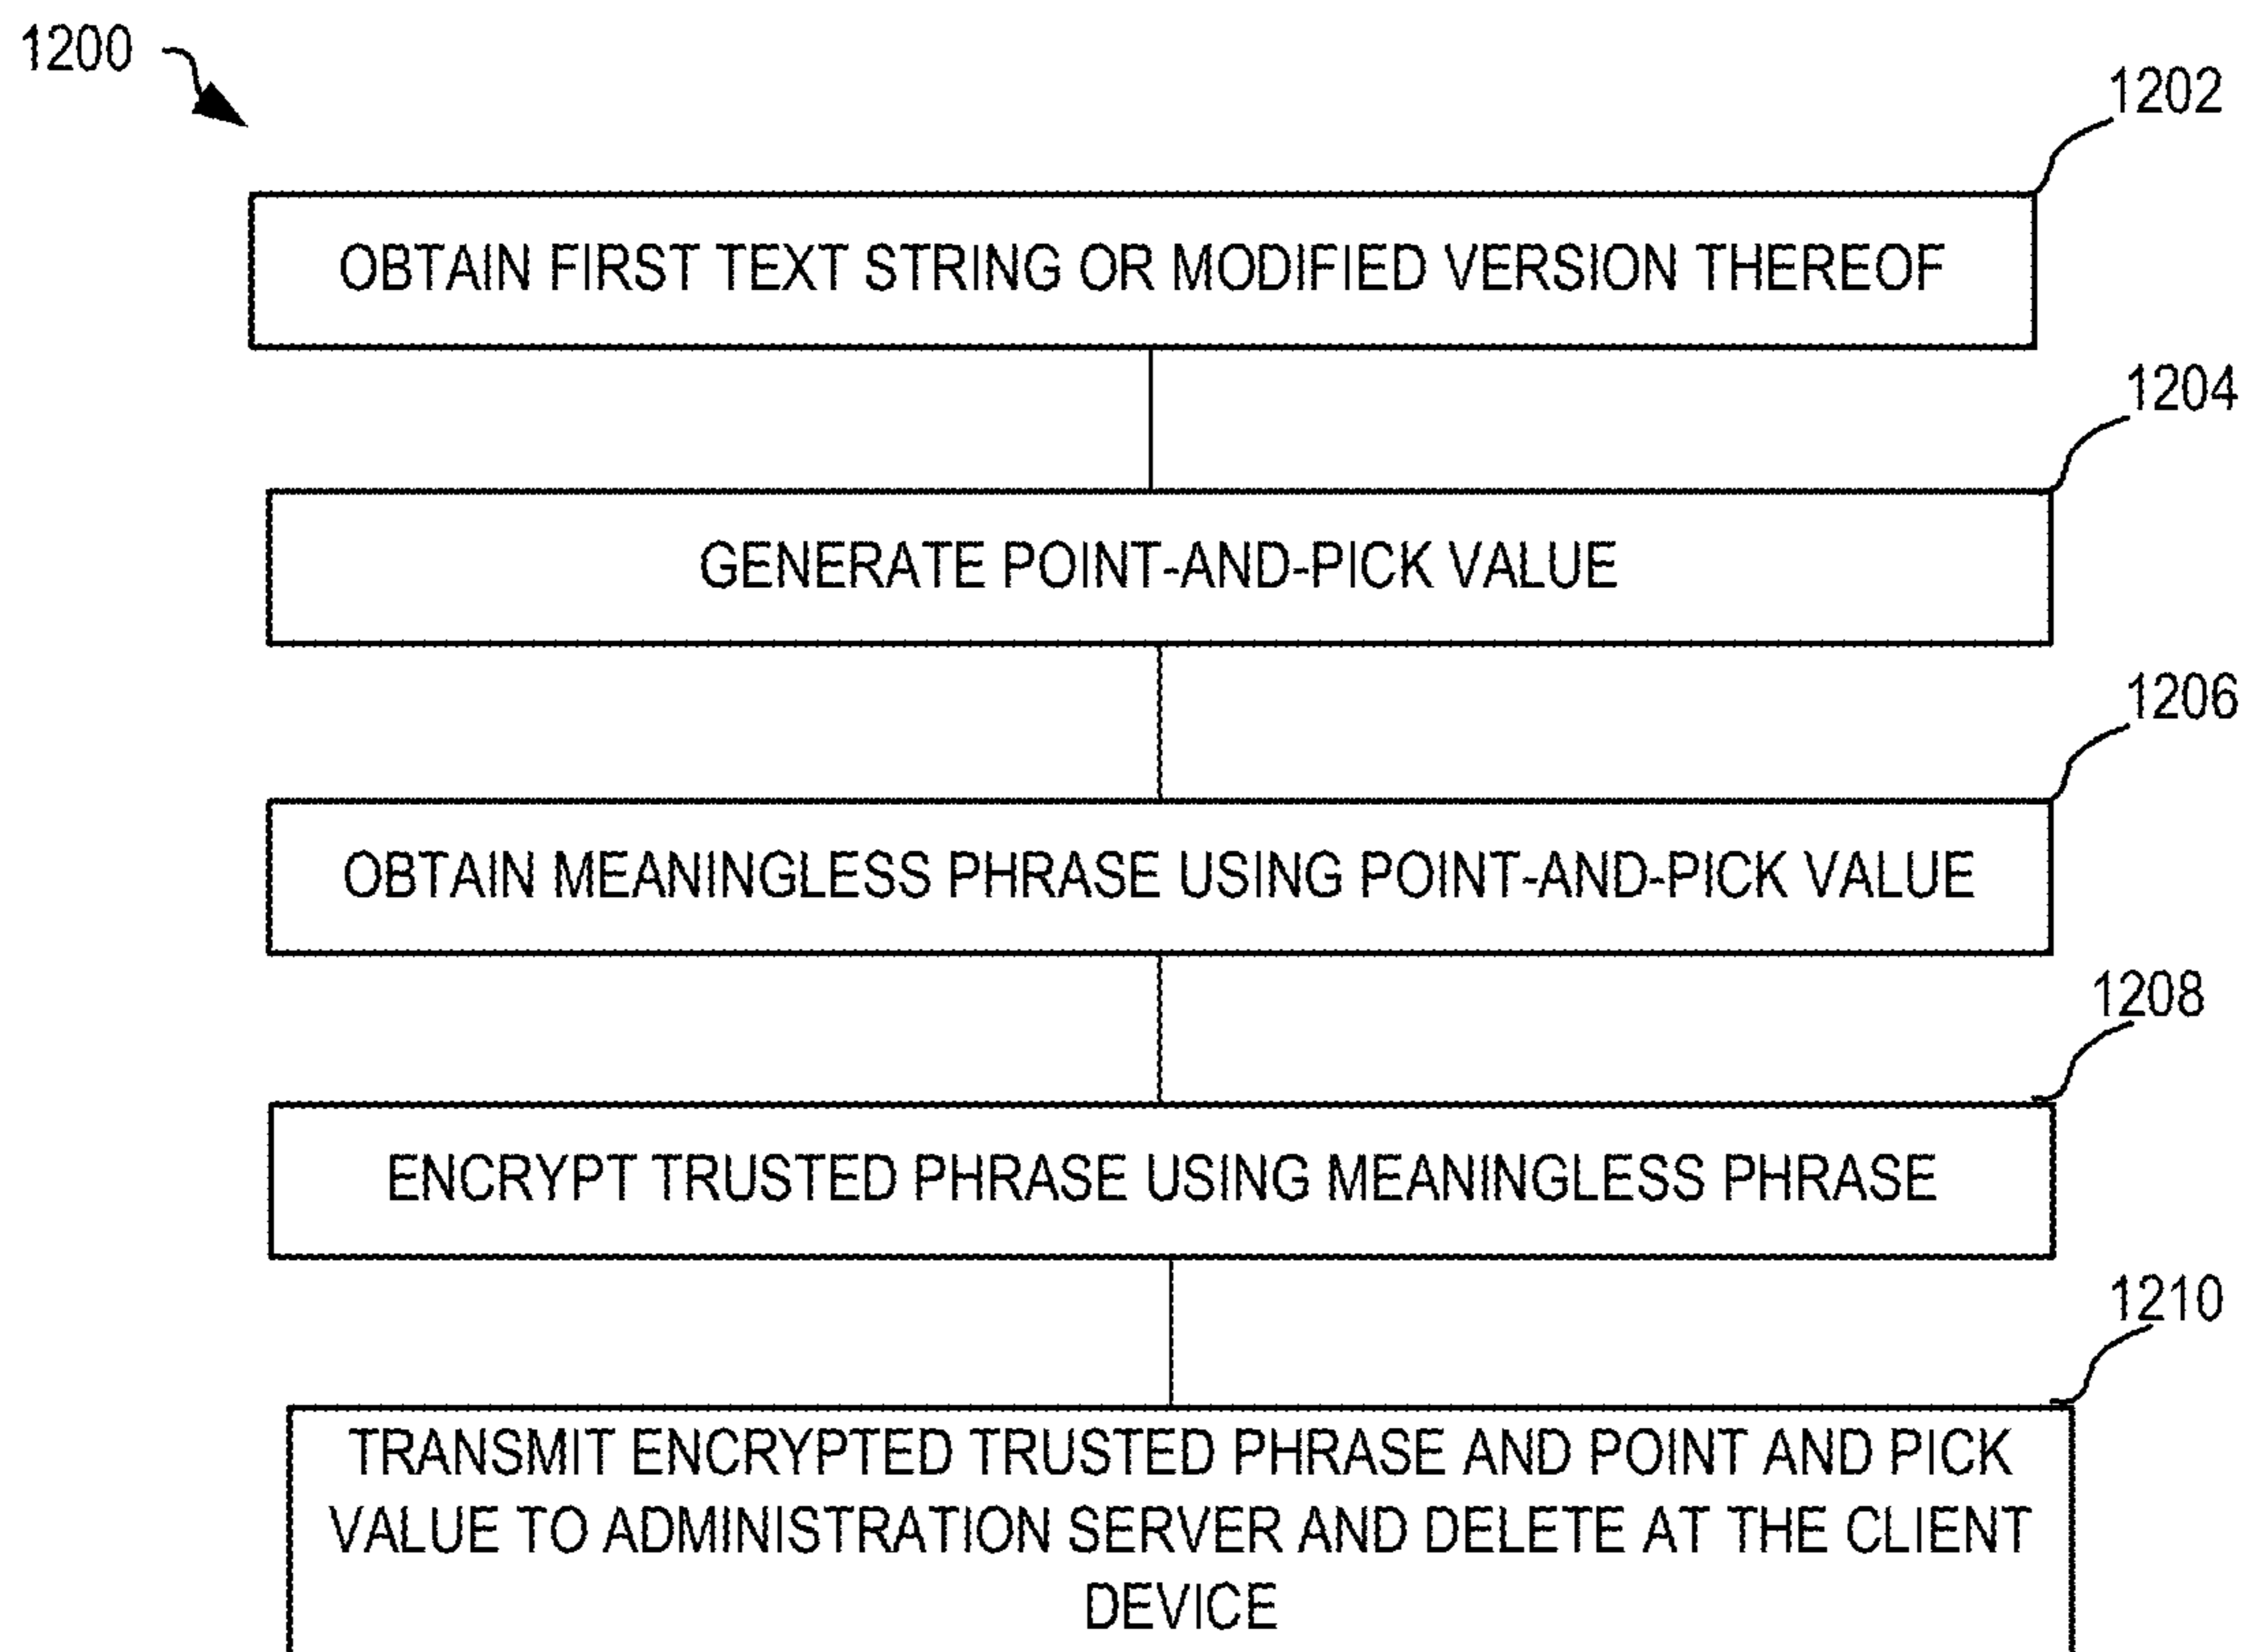 1200
1202
OBTAIN FIRST TEXT STRING OR MODIFIED VERSION THEREOF
1204
GENERATE POINT-AND-PICK VALUE
1206
OBTAIN MEANINGLESS PHRASE USING POINT-AND-PICK VALUE
1208
ENCRYPT TRUSTED PHRASE USING MEANINGLESS PHRASE
1210
TRANSMIT ENCRYPTED TRUSTED PHRASE AND POINT AND PICK
VALUE TO ADMINISTRATION SERVER AND DELETE AT THE CLIENT
DEVICE